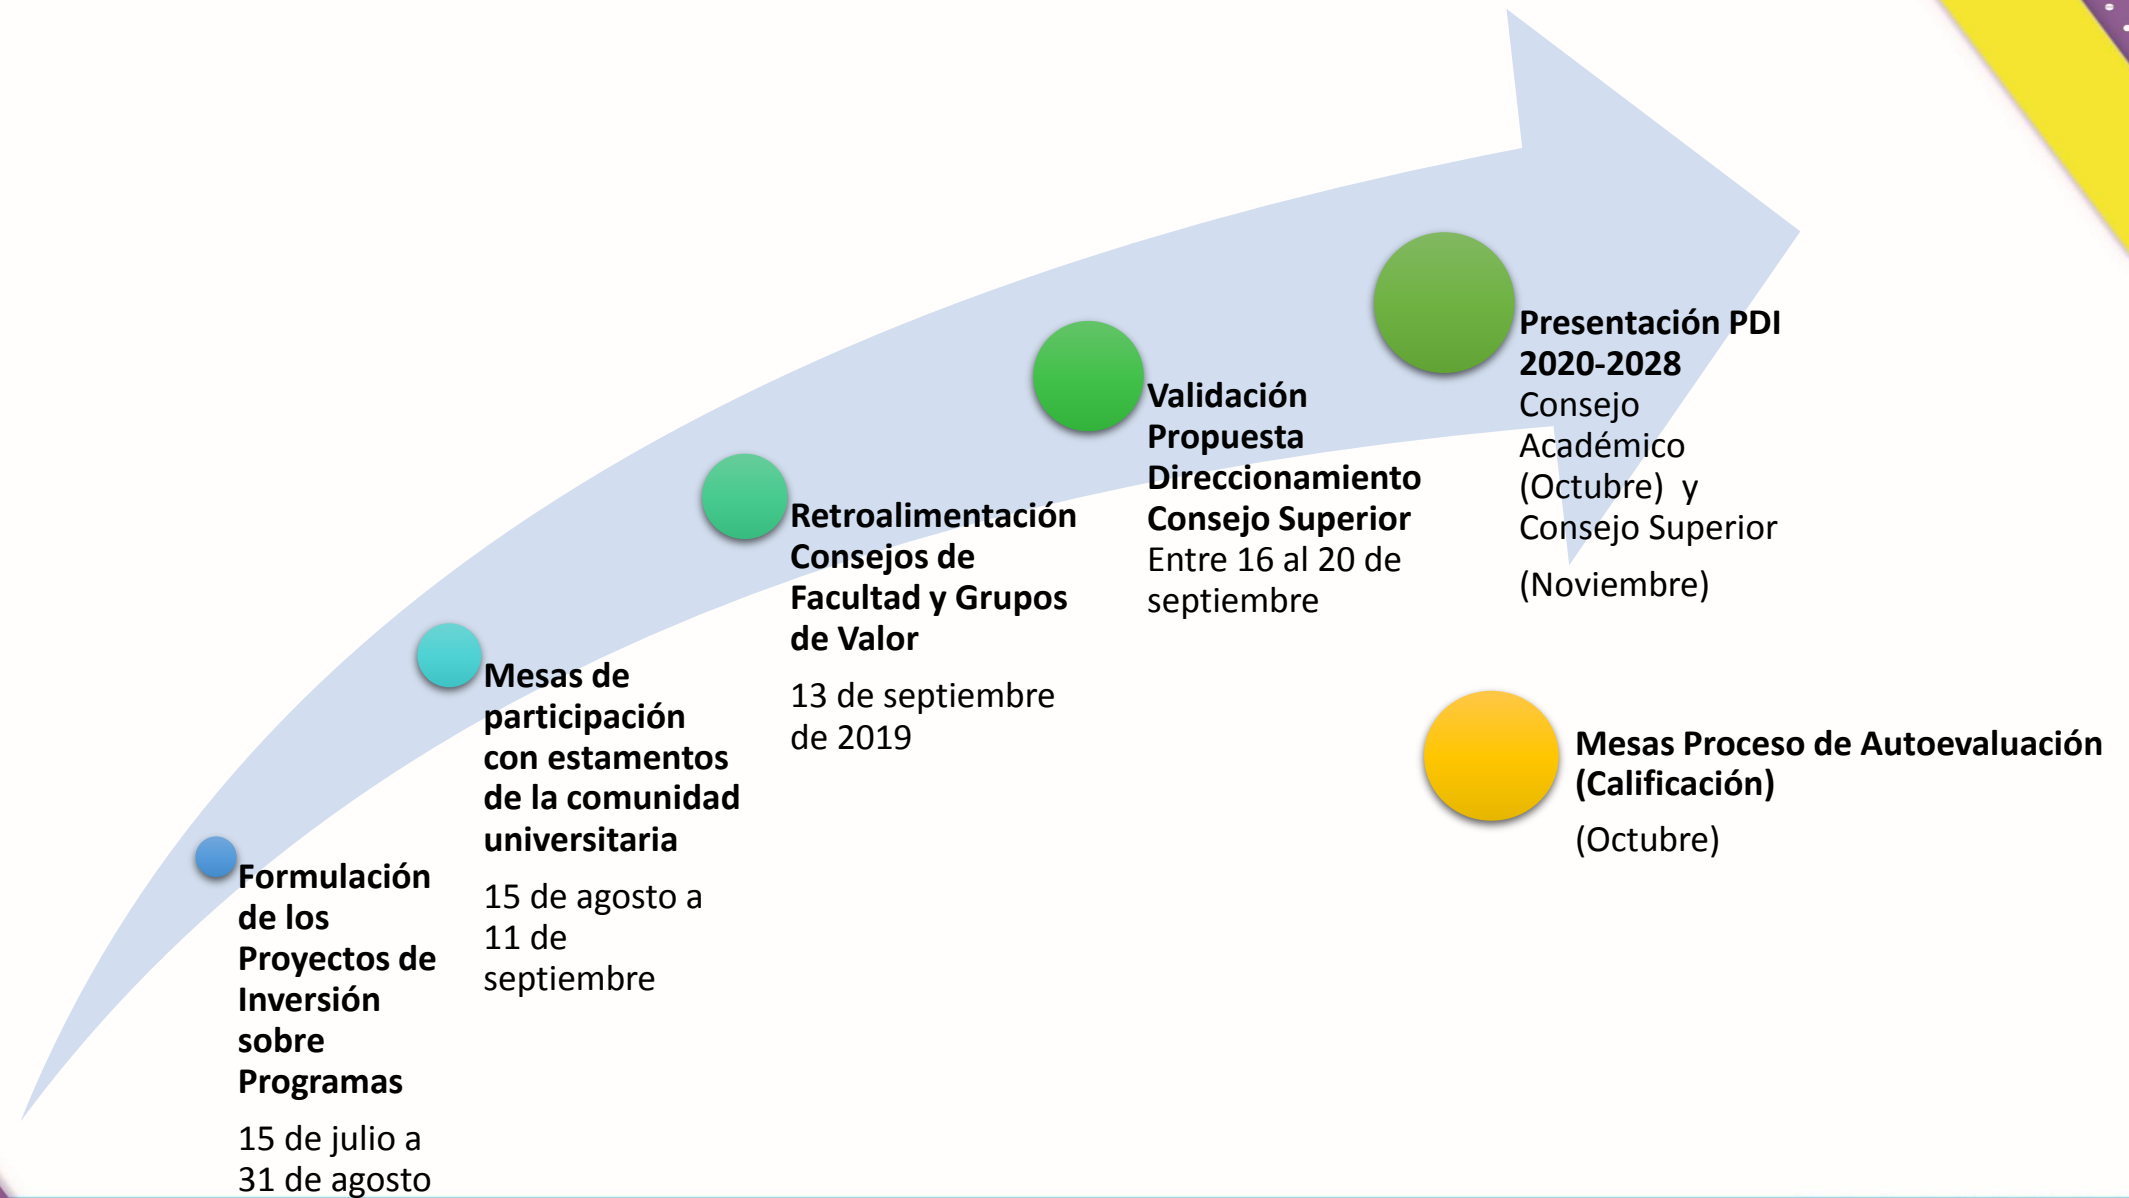 Formulación
de los
Proyectos de
Inversión
sobre
Programas
15 de julio a
31 de agosto
Mesas de
participación
con estamentos
de la comunidad
universitaria
15 de agosto a
11 de
septiembre
Retroalimentación
Consejos de
Facultad y Grupos
de Valor
13 de septiembre
de 2019
Validación
Propuesta
Direccionamiento
Consejo Superior
Entre 16 al 20 de
septiembre
Presentación PDI
2020-2028
Consejo
Académico
(Octubre) y
Consejo Superior
(Noviembre)
Mesas Proceso de Autoevaluación
(Calificación)
(Octubre)